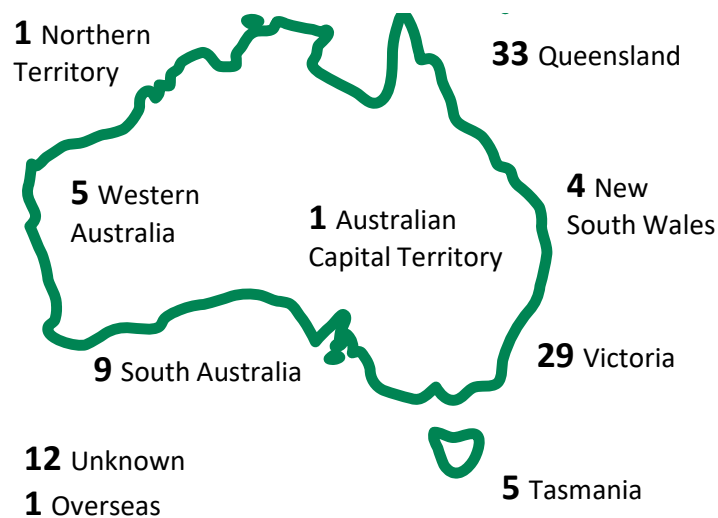 1 Northern
Territory
33 Queensland
5 Western
Australia
4 New
South Wales
1 Australian
Capital Territory
29 Victoria
9 South Australia
12 Unknown
1 Overseas
5 Tasmania